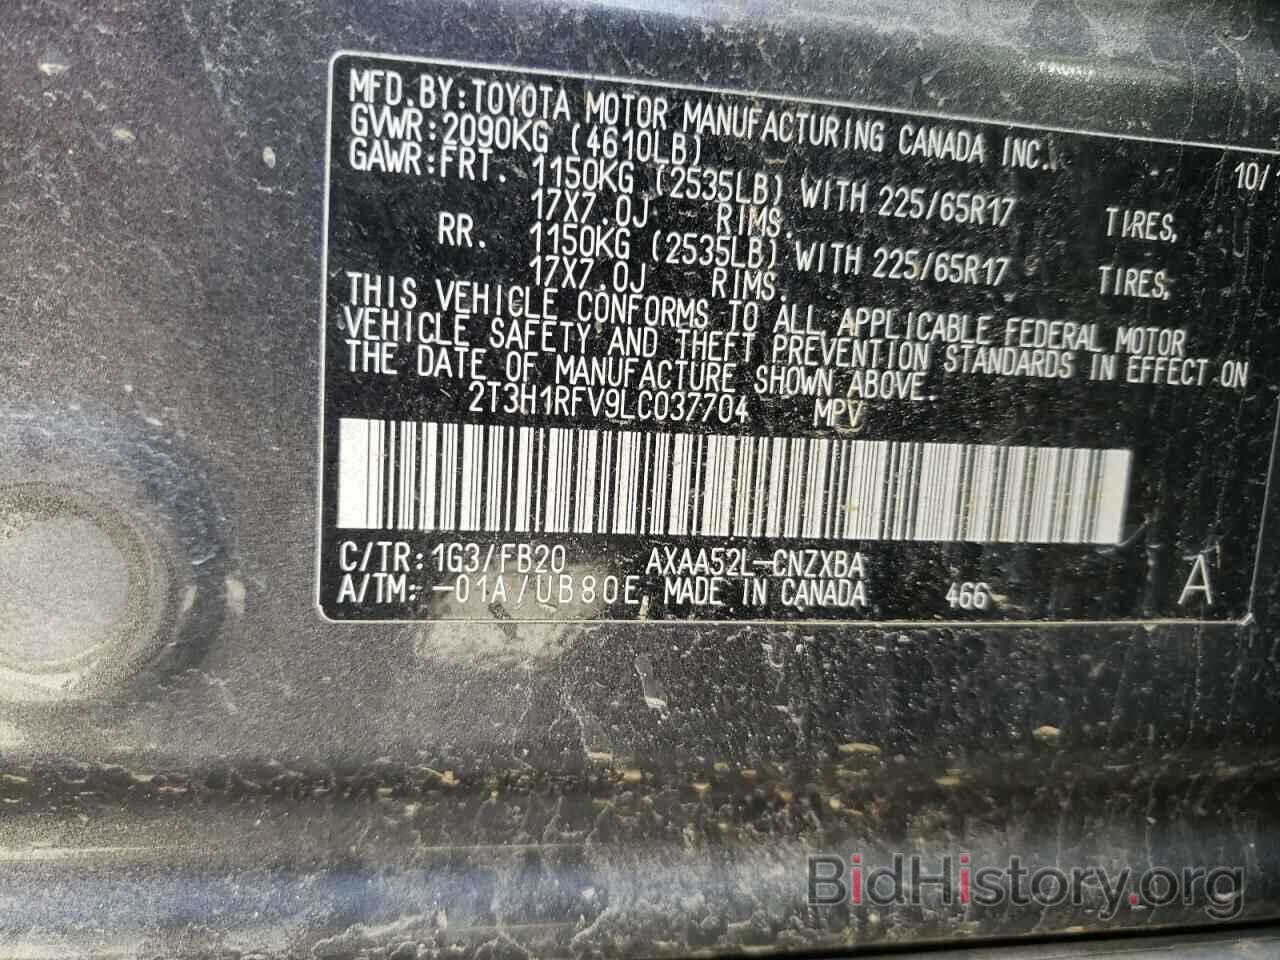 MFD.BY:TOYOTA MOTOR MANUFACTURING CANADA INC.
GVWR:2090KG (4610LB) 10/
GAWR:FRT. 1150KG (2535LB) WITH 225/65R17 TIRES,
17X7.0J RIMS.
RR. 1150KG (2535LB) WITH 225/65R17 TIRES,
17X7.0J RIMS.
THIS VEHICLE CONFORMS TO ALL APPLICABLE FEDERAL MOTOR
VEHICLE SAFETY AND THEFT PREVENTION STANDARDS IN EFFECT ON
THE DATE OF MANUFACTURE SHOWN ABOVE.
2T3H1RFV9LC037704 MPV
C/TR:1G3/FB20 AXAA52L-CNZXBA
A/TM:-01A/UB80E MADE IN CANADA 466 A
BidHistory.org